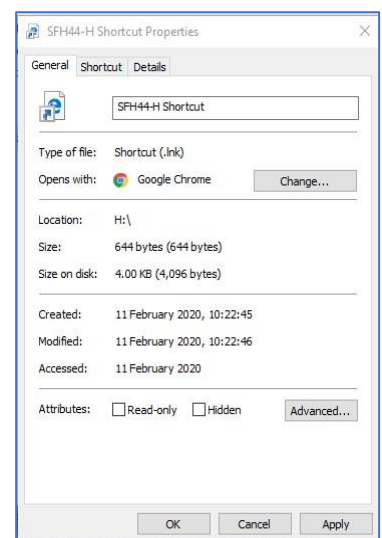 SFH44-H Shortcut Properties
General Shortcut Details
SFH44-H Shortcut
Type of file: Shortcut (.lnk)
Opens with: Google Chrome Change...
Location: H:\
Size: 644 bytes (644 bytes)
Size on disk: 4.00 KB (4,096 bytes)
Created: 11 February 2020, 10:22:45
Modified: 11 February 2020, 10:22:46
Accessed: 11 February 2020
Attributes: Read-only Hidden Advanced...
OK Cancel Apply